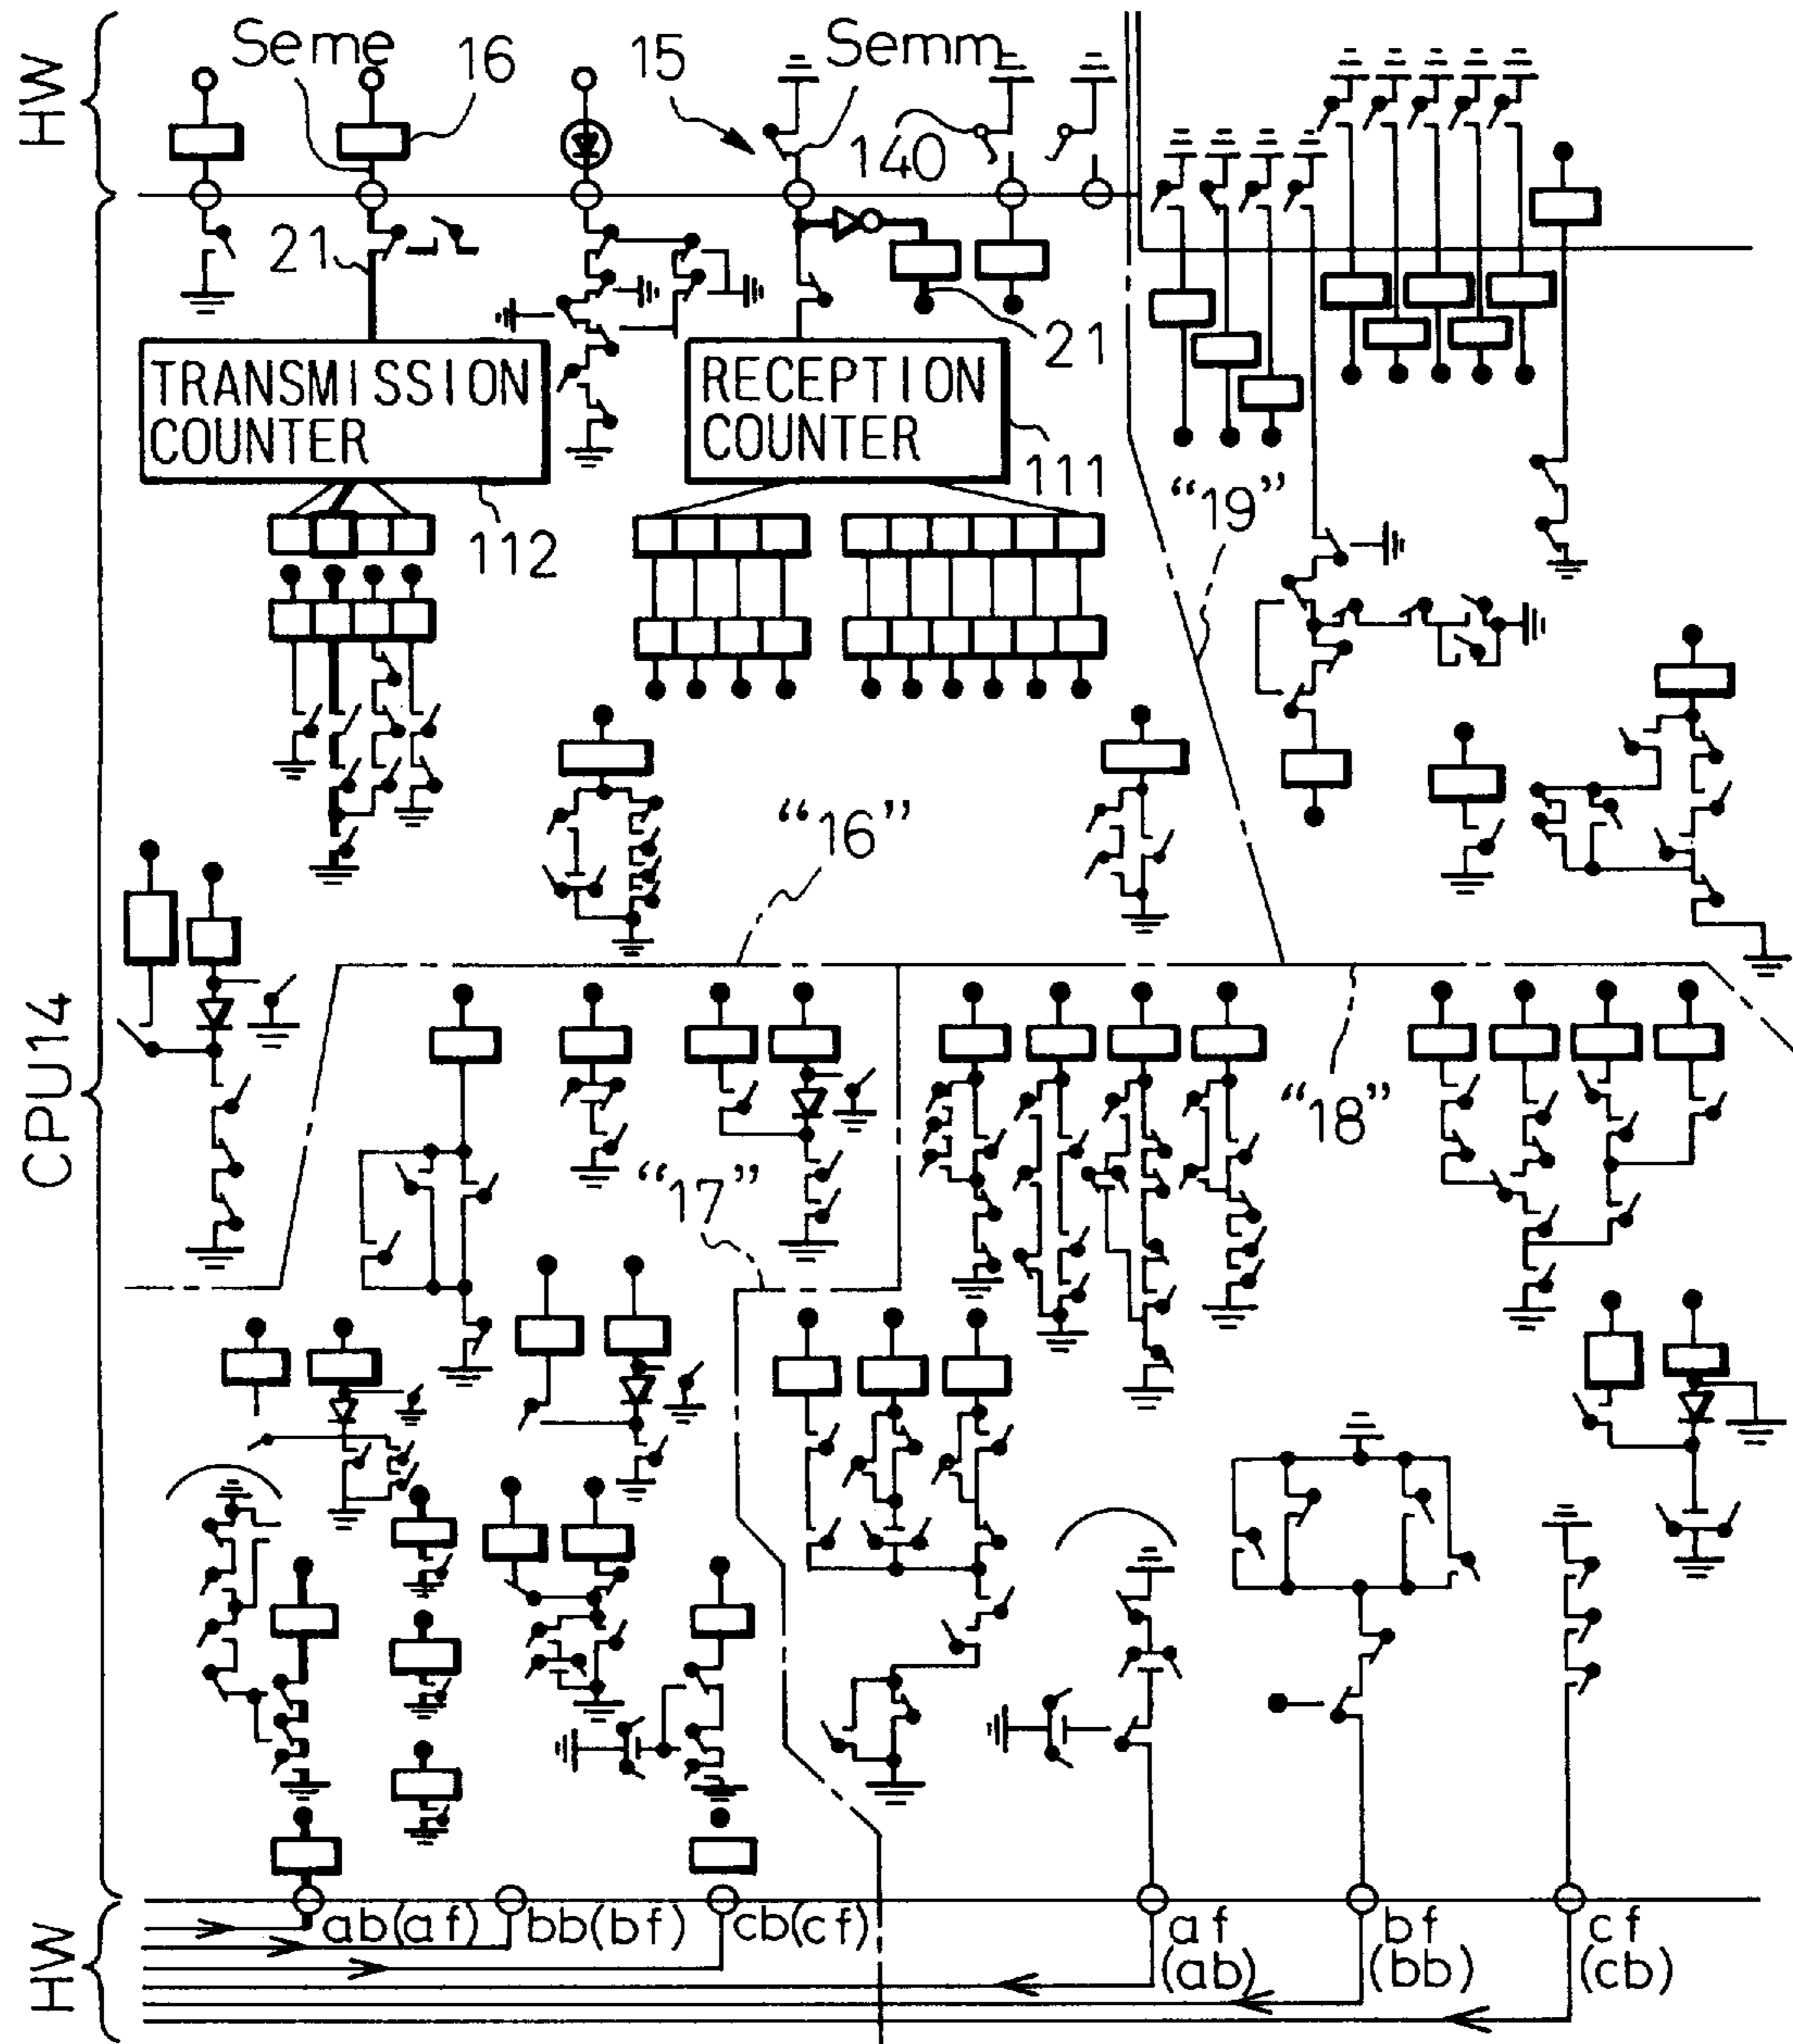 HW
Seme
16
15
Semm
140
21
21
TRANSMISSION
COUNTER
RECEPTION
COUNTER
112
111
“19”
“16”
CPU14
“18”
“17”
HW
ab(af)
bb(bf)
cb(cf)
af
(ab)
bf
(bb)
cf
(cb)